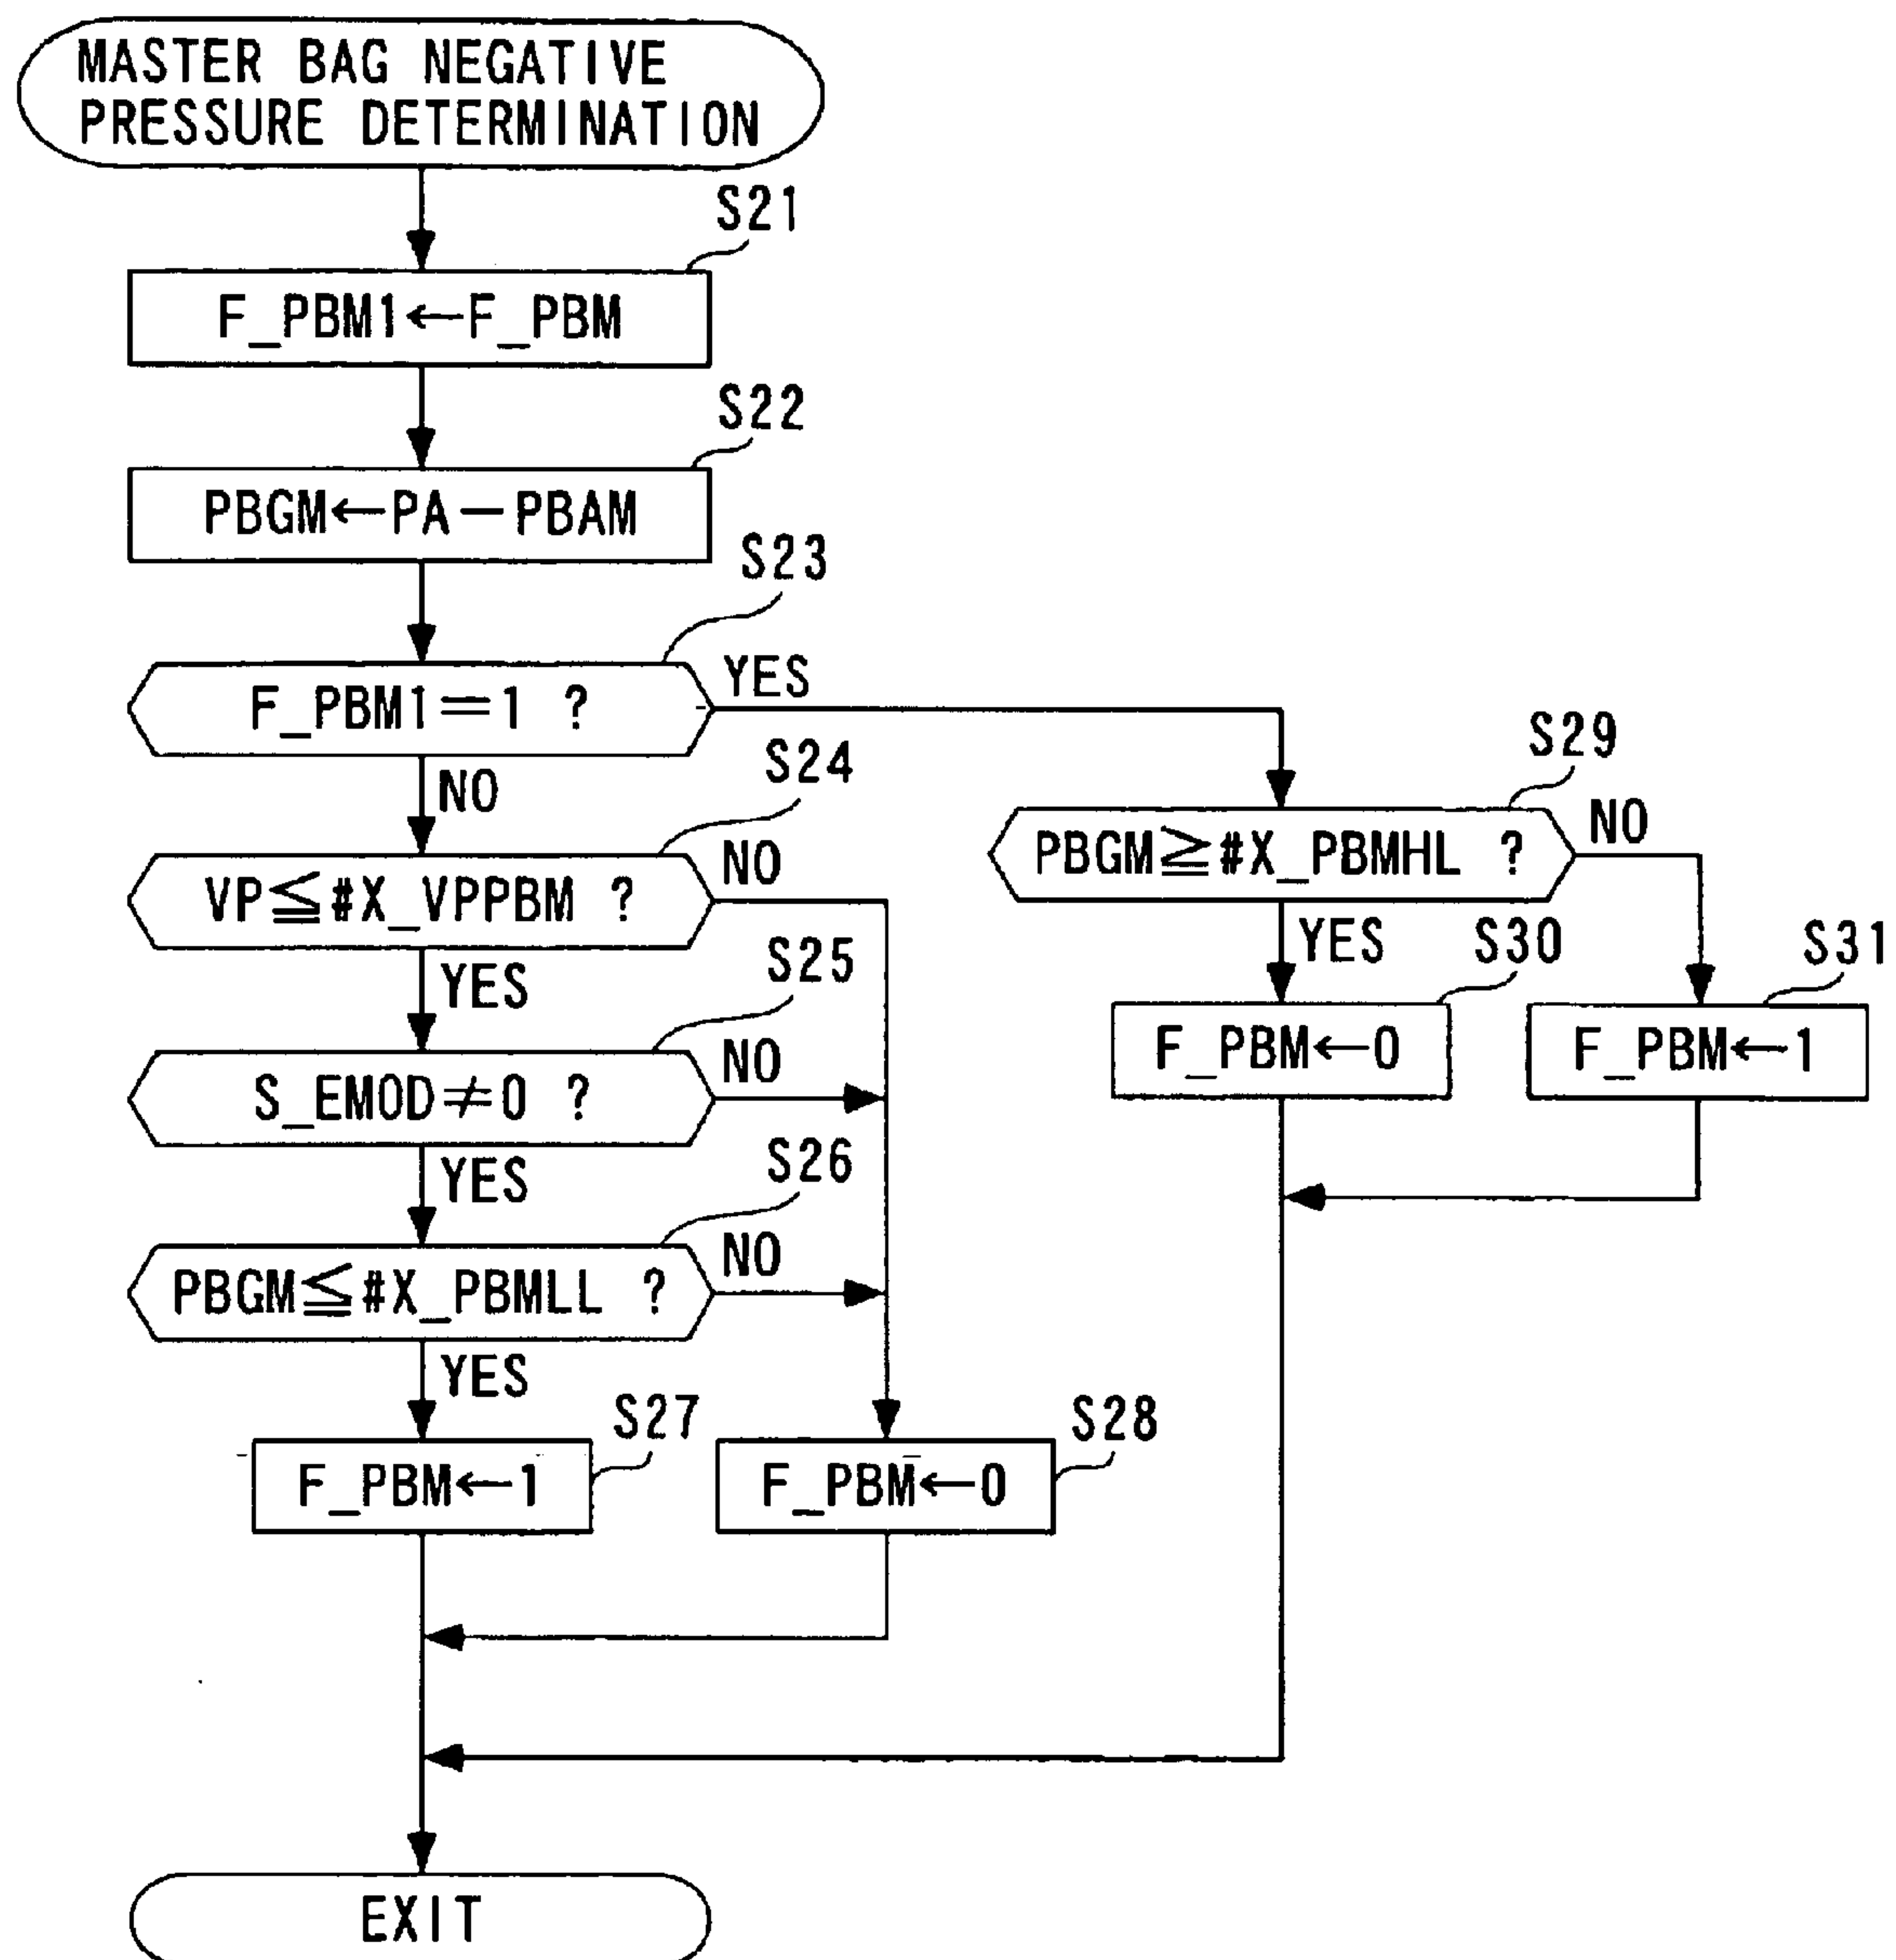 MASTER BAG NEGATIVE
PRESSURE DETERMINATION
S21
F_PBM1←F_PBM
S22
PBGM←PA−PBAM
S23
F_PBM1=1 ?
YES
NO
S24
VP≦#X_VPPBM ?
NO
YES
S25
S_EMOD≠0 ?
NO
YES
S26
PBGM≦#X_PBMLL ?
NO
YES
S27
F_PBM←1
S28
F_PBM←0
S29
PBGM≧#X_PBMHL ?
NO
YES
S30
F_PBM←0
S31
F_PBM←1
EXIT